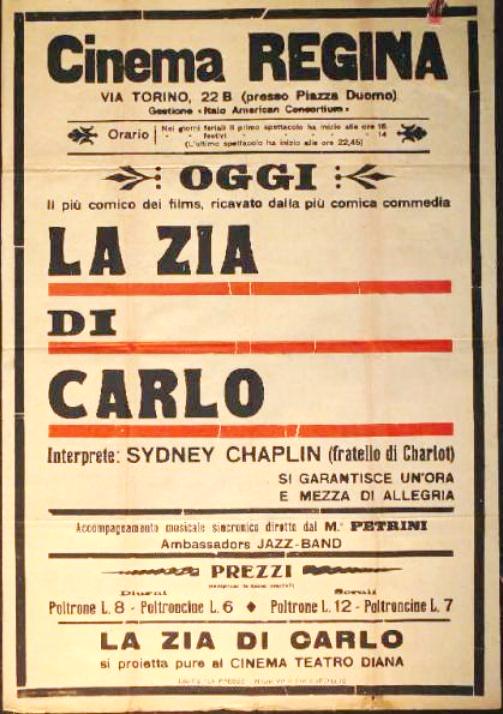 Cinema REGINA
VIA TORINO, 22 B (presso Piazza Duomo)
Gestione «Italo American Consortium»
Orario
Nei giorni feriali il primo spettacolo ha inizio alle ore 16
" " festivi " " " " " 14
(L'ultimo spettacolo ha inizio alle ore 22,45)
OGGI
Il più comico dei films, ricavato dalla più comica commedia
LA ZIA
DI
CARLO
Interprete: SYDNEY CHAPLIN (fratello di Charlot)
SI GARANTISCE UN'ORA
E MEZZA DI ALLEGRIA
Accompagnamento musicale sincronico diretto dal M.° PETRINI
Ambassadors JAZZ-BAND
PREZZI
Diurni Serali
Poltrone L. 8 - Poltroncine L. 6 ♦ Poltrone L. 12 - Poltroncine L. 7
LA ZIA DI CARLO
si proietta pure al CINEMA TEATRO DIANA